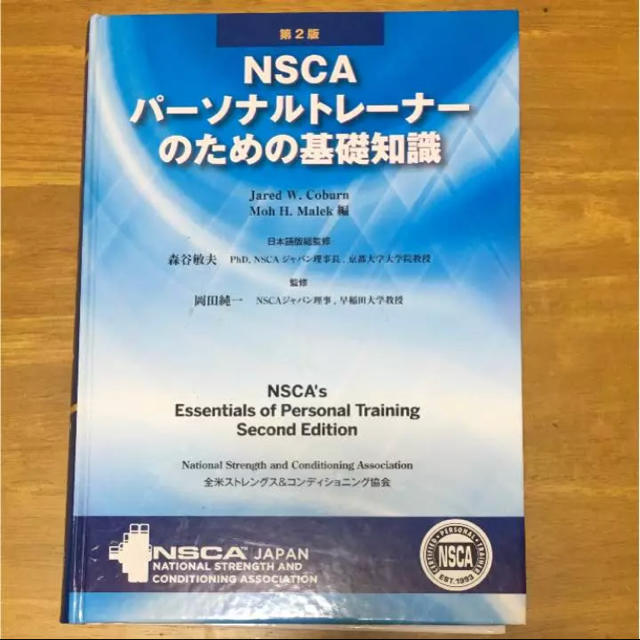 第2版
NSCA
パーソナルトレーナー
のための基礎知識
Jared W. Coburn
Moh H. Malek 編
日本語版総監修
森谷敏夫 PhD, NSCAジャパン理事長, 京都大学大学院教授
監修
岡田純一 NSCAジャパン理事, 早稲田大学教授
NSCA's
Essentials of Personal Training
Second Edition
National Strength and Conditioning Association
全米ストレングス&コンディショニング協会
NSCA JAPAN
NATIONAL STRENGTH AND
CONDITIONING ASSOCIATION
CERTIFIED • PERSONAL • TRAINER
NSCA
EST. 1993